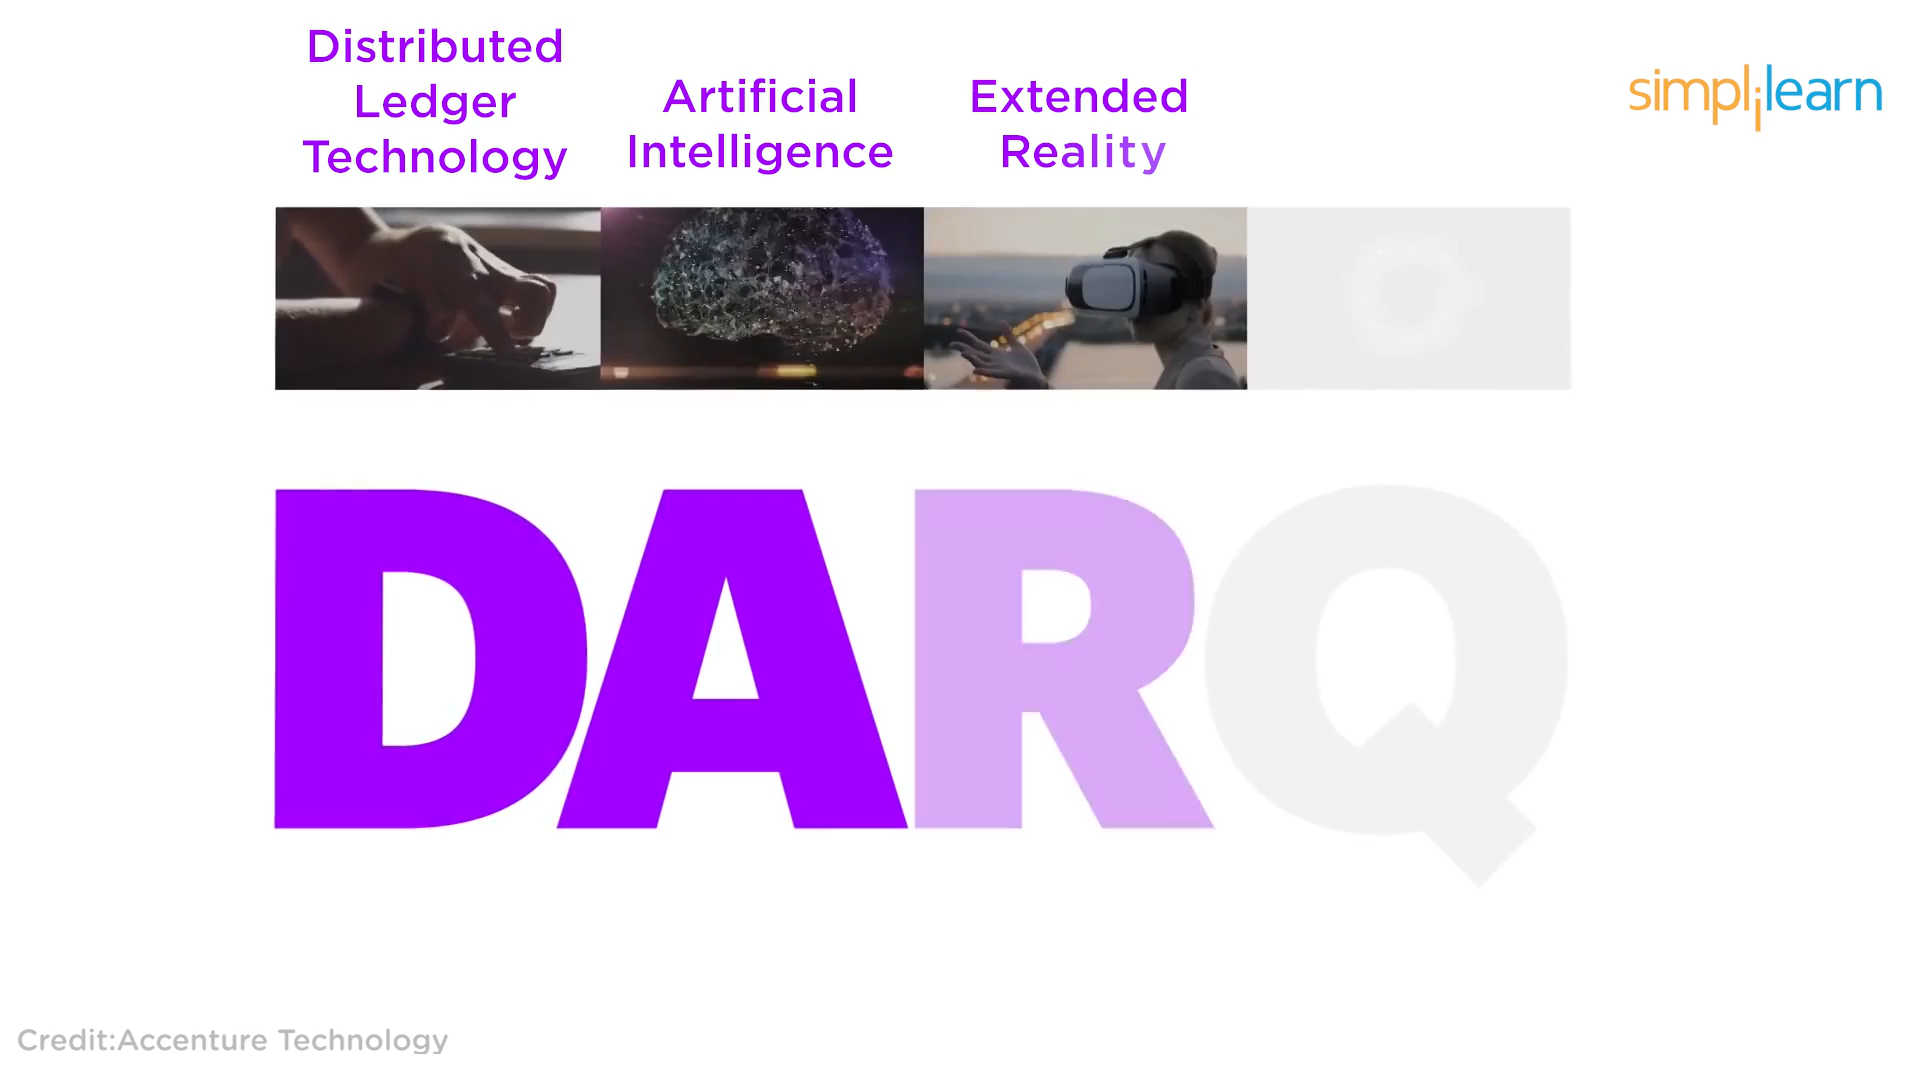 Distributed
Ledger
Technology
Artificial
Intelligence
Extended
Reality
simplilearn
DARQ
Credit:Accenture Technology